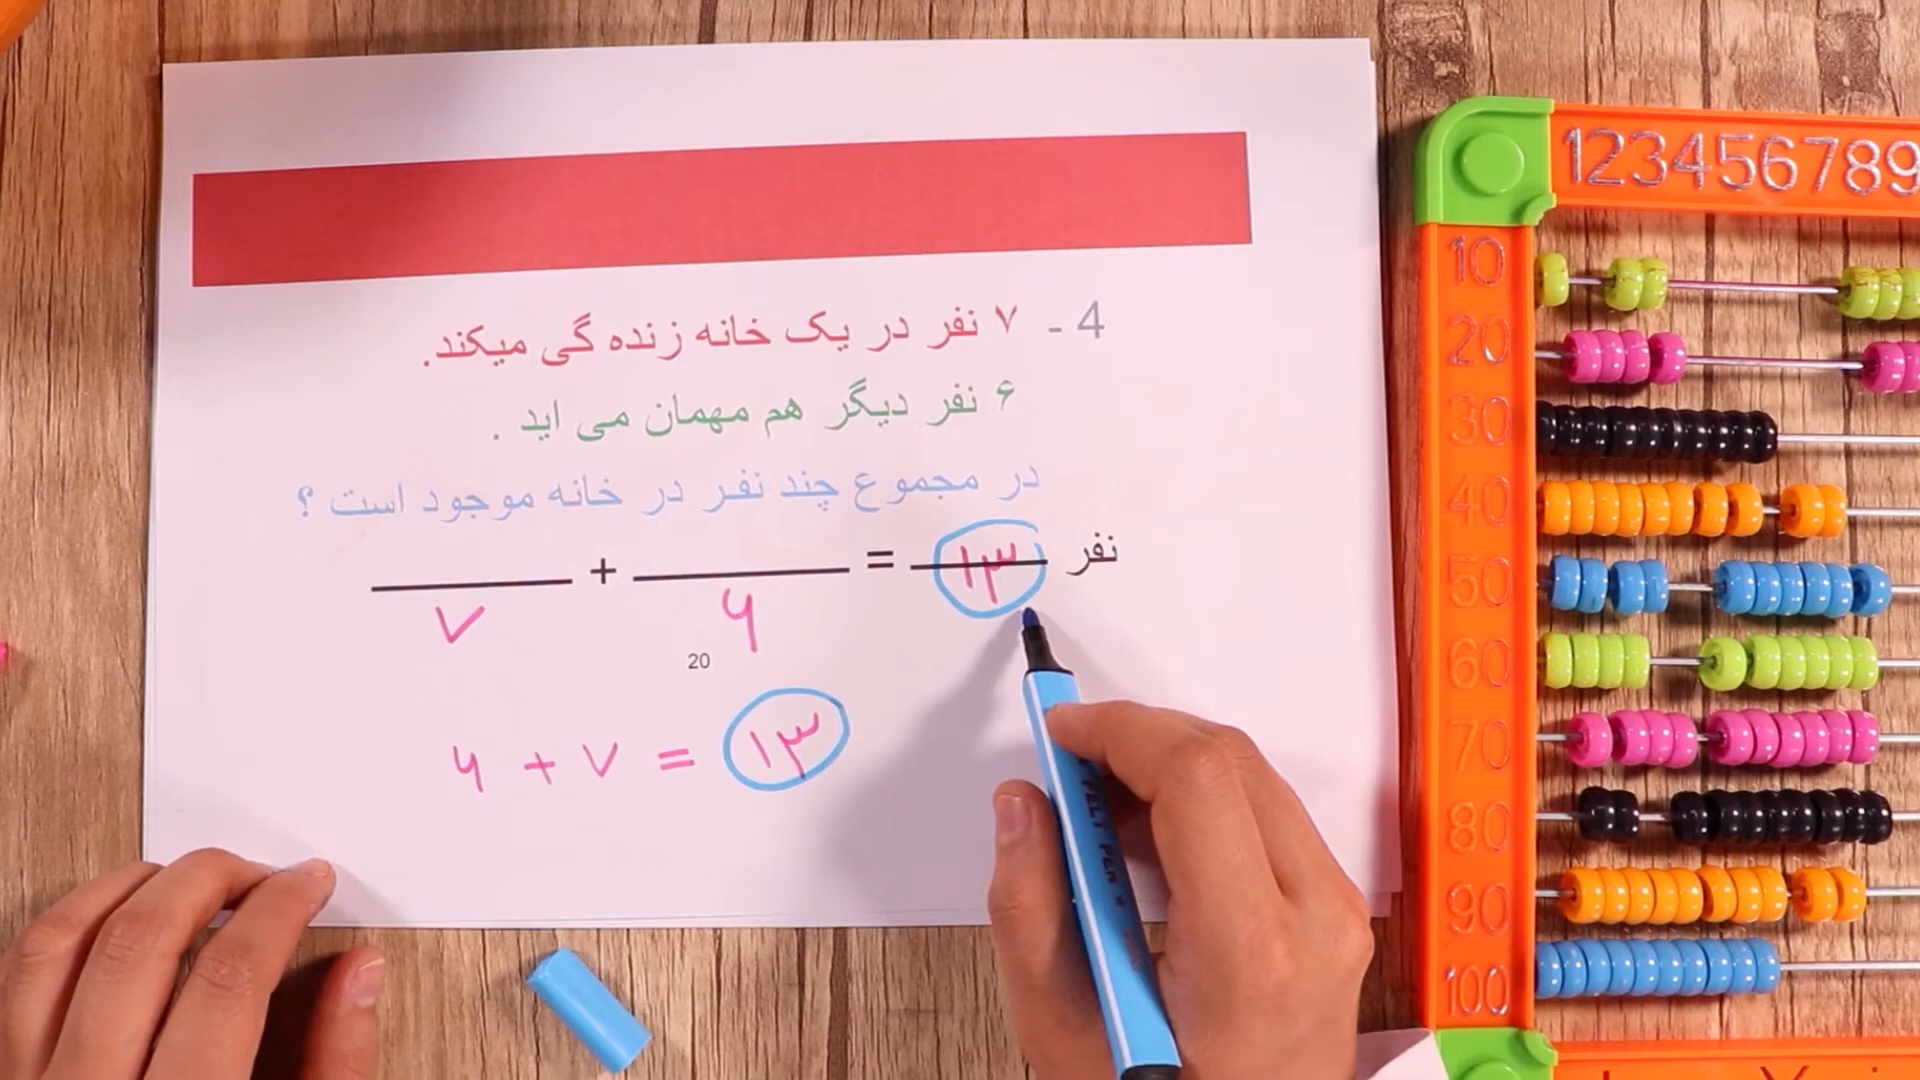 4 - ۷ نفر در یک خانه زنده گی میکند.
۶ نفر دیگر هم مهمان می اید .
در مجموع چند نفر در خانه موجود است ؟
۷ + ۶ = ۱۳ نفر
20
۶ + ۷ = ۱۳
FELT PEN
123456789
10
20
30
40
50
60
70
80
90
100